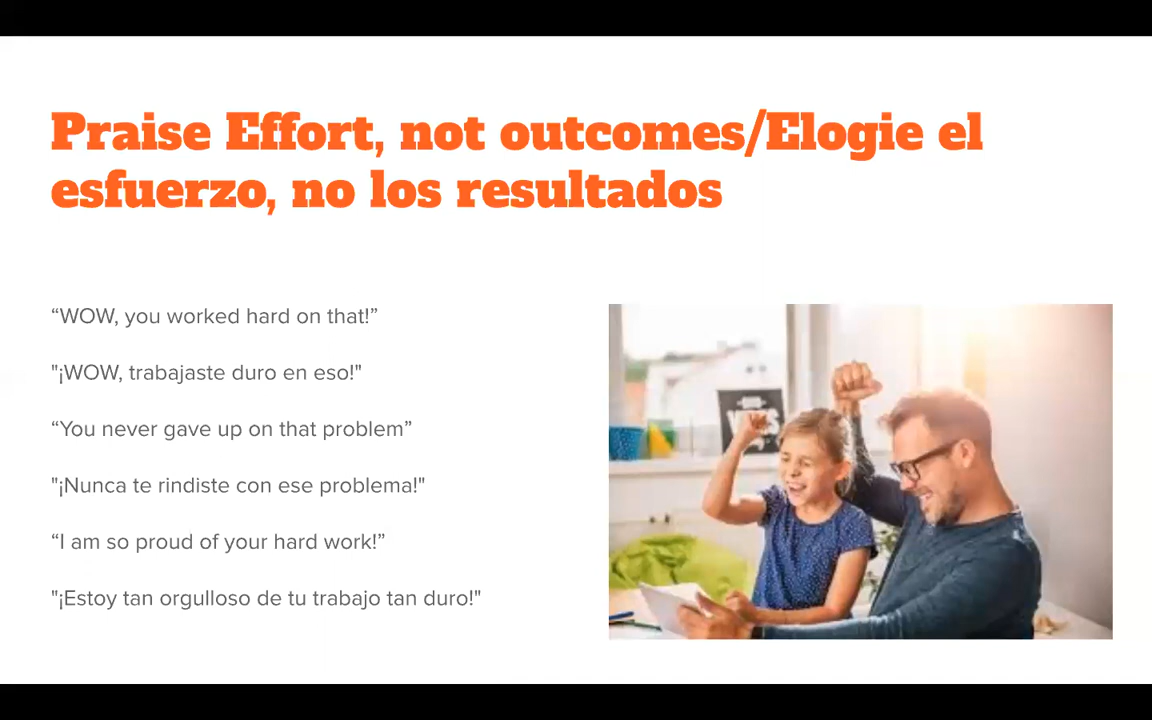 Praise Effort, not outcomes/Elogie el
esfuerzo, no los resultados
“WOW, you worked hard on that!”
"¡WOW, trabajaste duro en eso!"
“You never gave up on that problem”
"¡Nunca te rindiste con ese problema!"
“I am so proud of your hard work!”
"¡Estoy tan orgulloso de tu trabajo tan duro!"